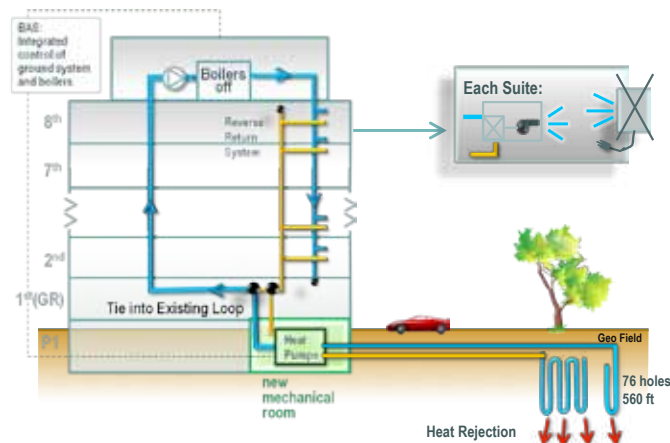 BAS:
Integrated
control of
ground system
and boilers.
Boilers
off
Each Suite:
8th
Reverse
Return
System
7th
2nd
1st(GR)
Tie into Existing Loop
P1
Heat
Pumps
Geo Field
new
mechanical
room
76 holes
560 ft
Heat Rejection